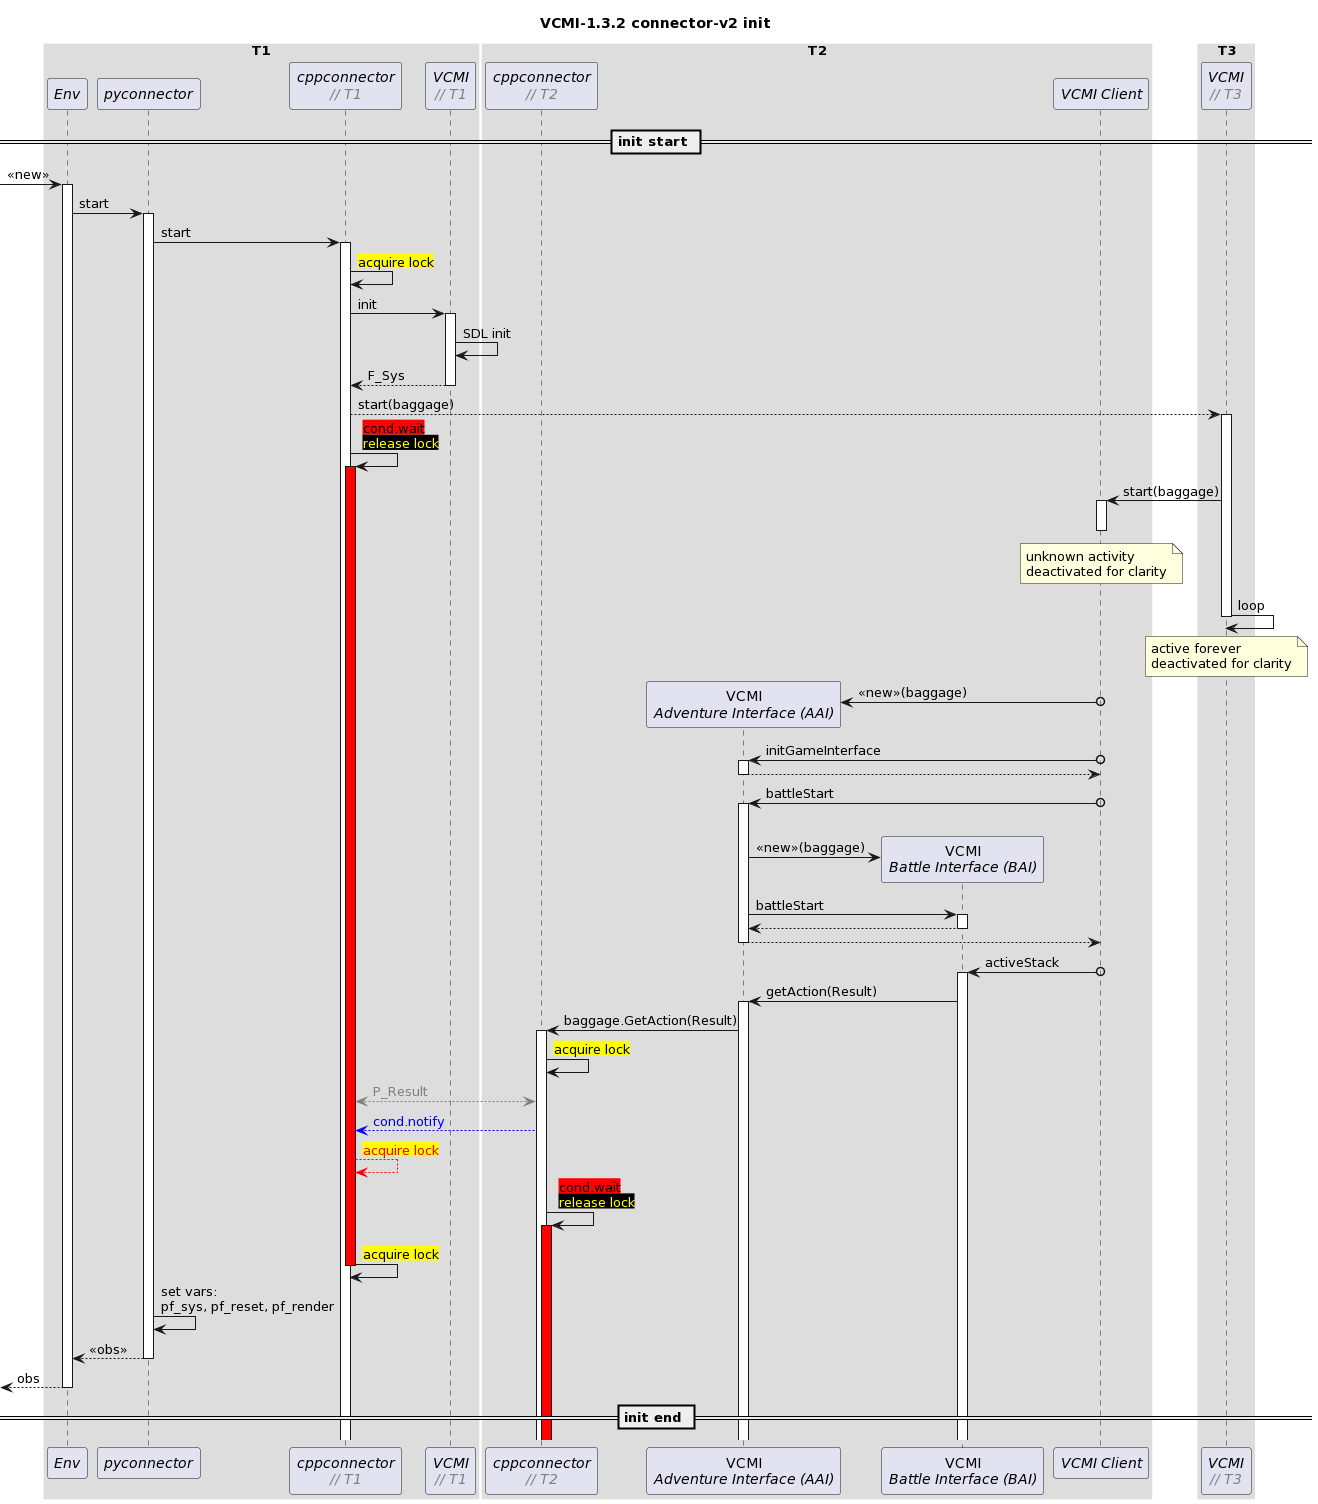 VCMI-1.3.2 connector-v2 init
T1
T2
T3
Env
pyconnector
cppconnector
// T1
VCMI
// T1
cppconnector
// T2
VCMI Client
VCMI
// T3
init start
«new»
start
start
acquire lock
init
SDL init
F_Sys
start(baggage)
cond.wait
release lock
start(baggage)
unknown activity
deactivated for clarity
loop
active forever
deactivated for clarity
VCMI
Adventure Interface (AAI)
«new»(baggage)
initGameInterface
battleStart
«new»(baggage)
VCMI
Battle Interface (BAI)
battleStart
activeStack
getAction(Result)
baggage.GetAction(Result)
acquire lock
P_Result
cond.notify
acquire lock
cond.wait
release lock
acquire lock
set vars:
pf_sys, pf_reset, pf_render
«obs»
obs
init end
Env
pyconnector
cppconnector
// T1
VCMI
// T1
cppconnector
// T2
VCMI
Adventure Interface (AAI)
VCMI
Battle Interface (BAI)
VCMI Client
VCMI
// T3